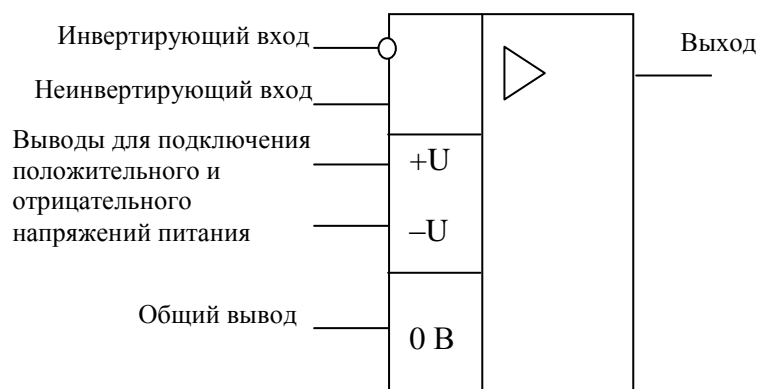 Инвертирующий вход
Выход
Неинвертирующий вход
Выводы для подключения
положительного и
отрицательного
напряжений питания
+U
–U
Общий вывод
0 В